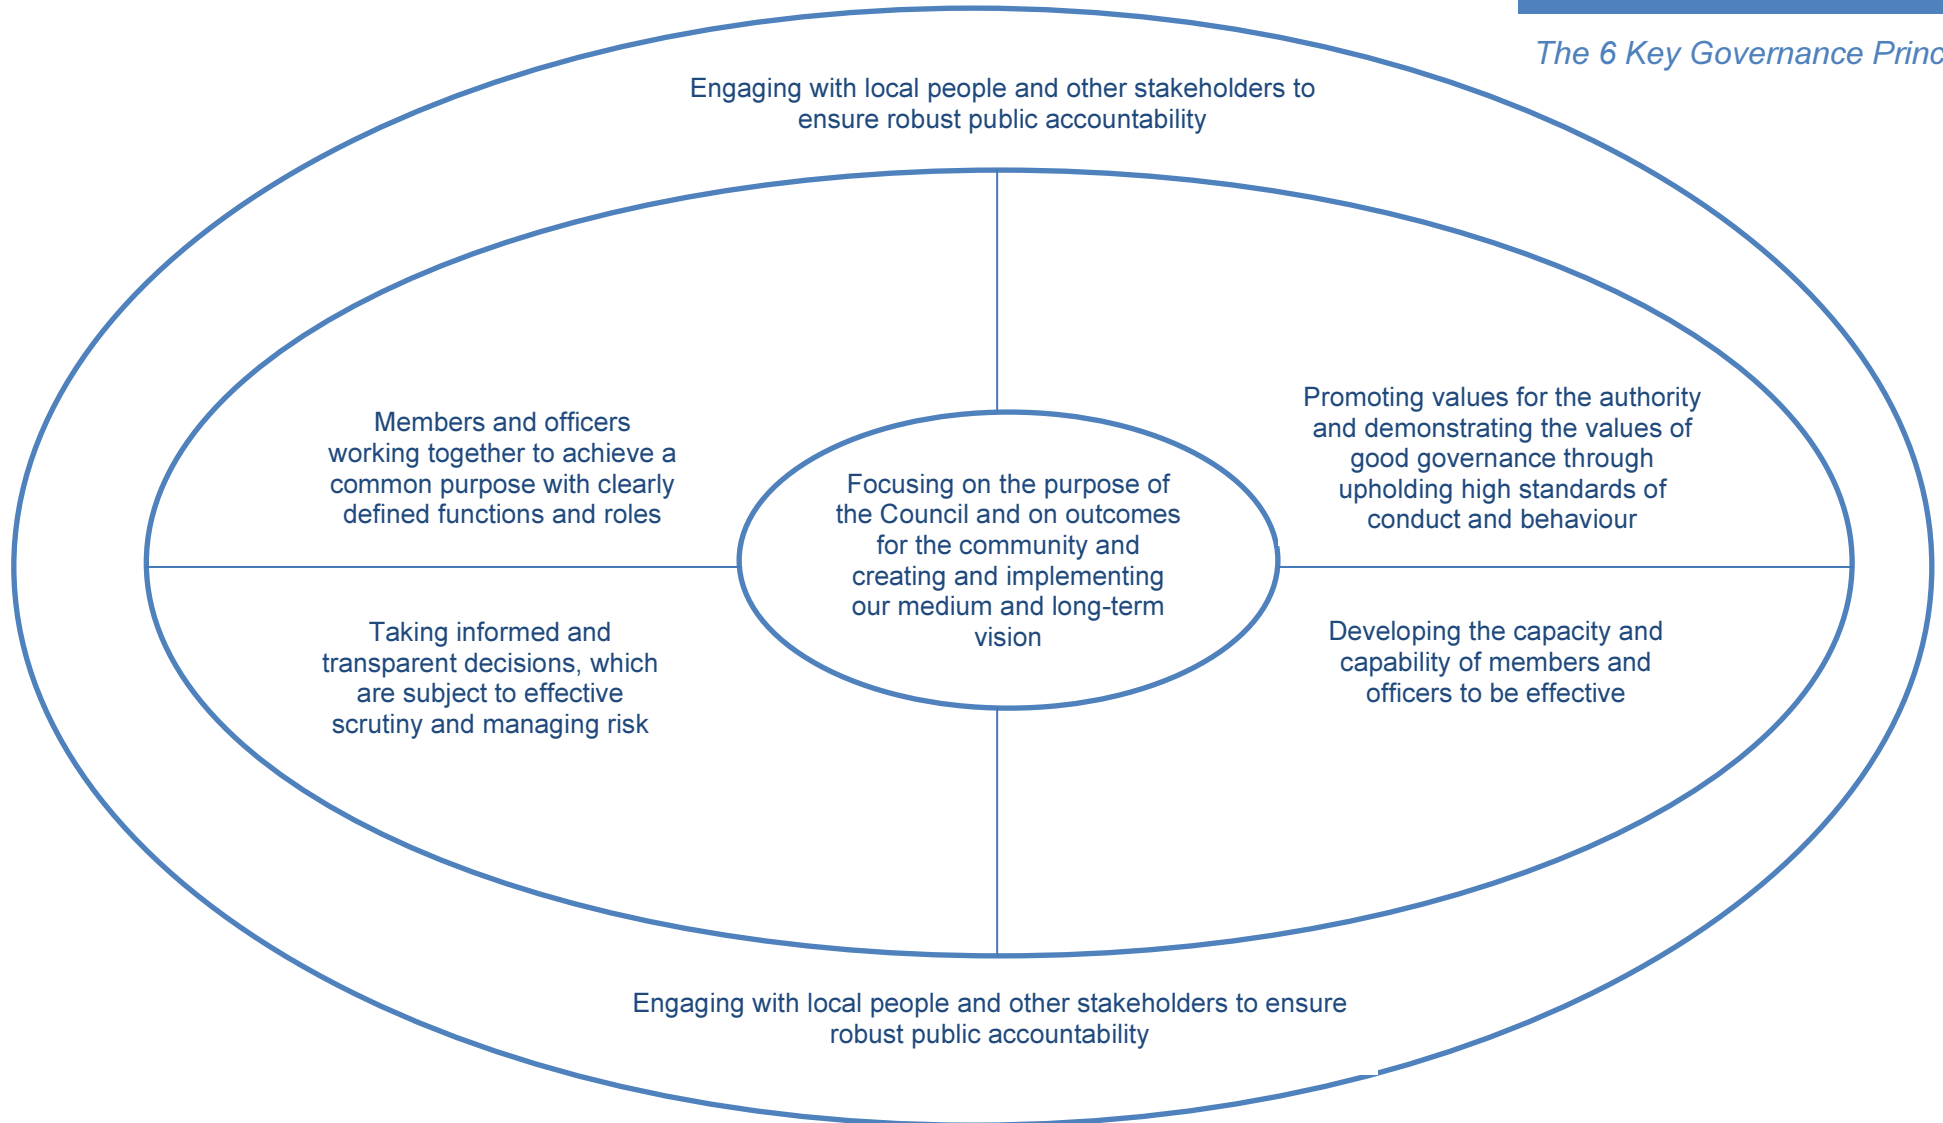 The 6 Key Governance Princ
Engaging with local people and other stakeholders to
ensure robust public accountability
Members and officers
working together to achieve a
common purpose with clearly
defined functions and roles
Promoting values for the authority
and demonstrating the values of
good governance through
upholding high standards of
conduct and behaviour
Focusing on the purpose of
the Council and on outcomes
for the community and
creating and implementing
our medium and long-term
vision
Taking informed and
transparent decisions, which
are subject to effective
scrutiny and managing risk
Developing the capacity and
capability of members and
officers to be effective
Engaging with local people and other stakeholders to ensure
robust public accountability